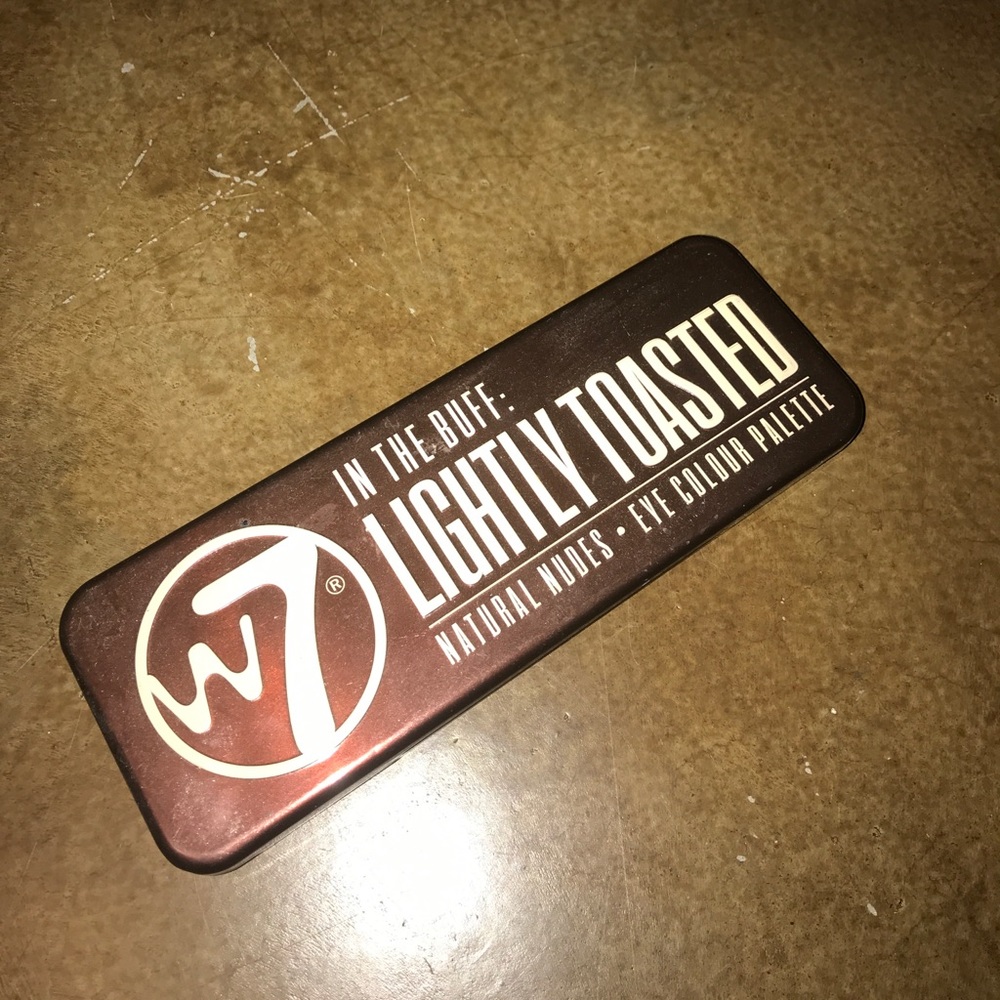 W7®
IN THE BUFF:
LIGHTLY TOASTED
NATURAL NUDES • EYE COLOUR PALETTE